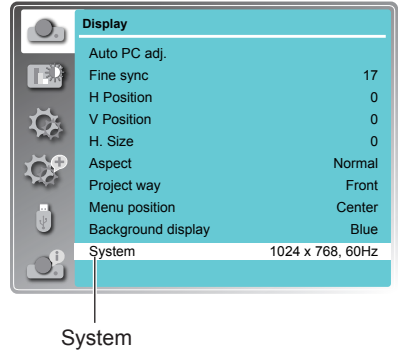 Display
Auto PC adj.
Fine sync 17
H Position 0
V Position 0
H. Size 0
Aspect Normal
Project way Front
Menu position Center
Background display Blue
System 1024 x 768, 60Hz
System